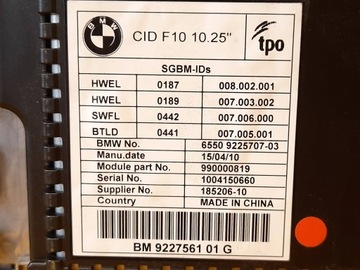 BMW
CID F10 10.25"
tpo
SGBM-IDs
HWEL 0187 008.002.001
HWEL 0189 007.003.002
SWFL 0442 007.006.000
BTLD 0441 007.005.001
BMW No. 6550 9225707-03
Manu.date 15/04/10
Module part No. 990000819
Serial No. 1004150660
Supplier No. 185206-10
Country MADE IN CHINA
BM 9227561 01 G